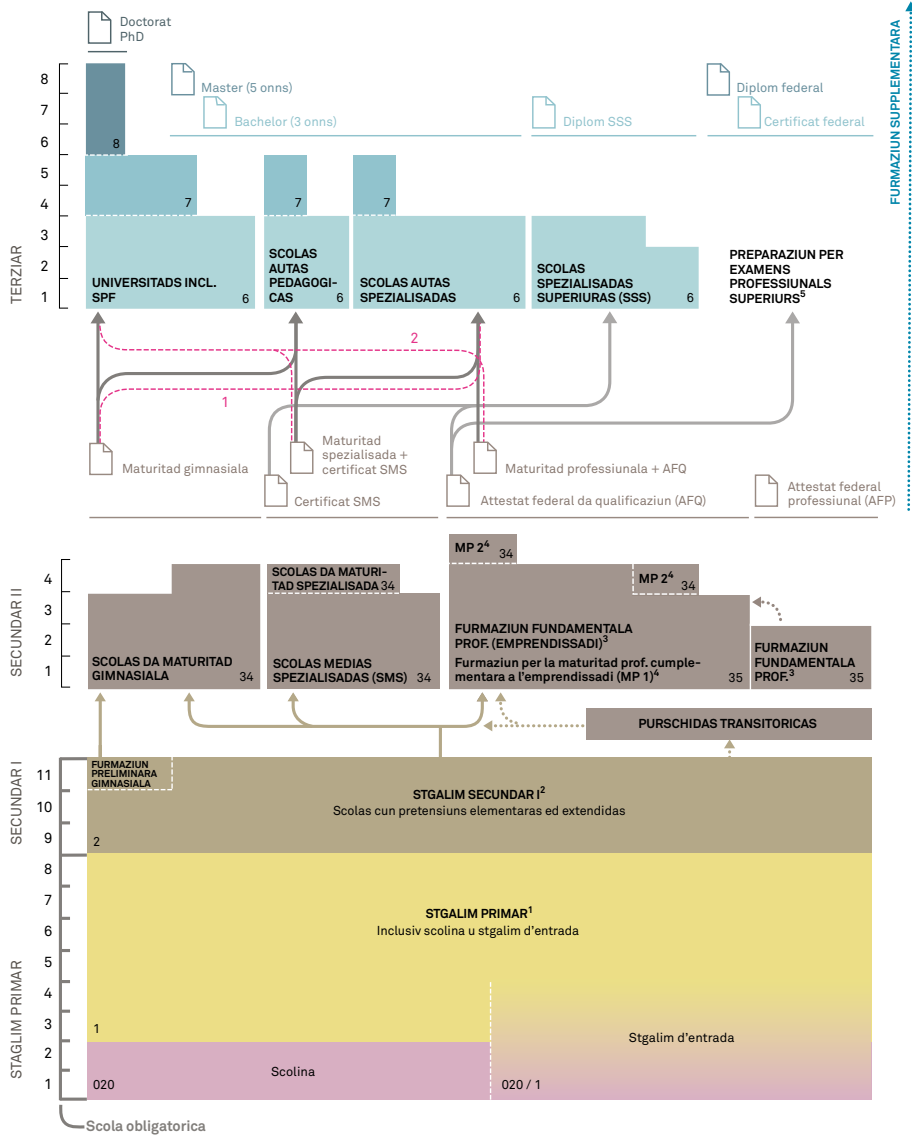 Doctorat
PhD
FURMAZIUN SUPPLEMENTARA
8
7
6
5
4
3
2
1
TERZIAR
Master (5 onns)
Bachelor (3 onns)
Diplom SSS
Diplom federal
Certificat federal
8
7
7
7
UNIVERSITADS INCL.
SPF
6
SCOLAS
AUTAS
PEDAGOGI-
CAS
6
SCOLAS AUTAS
SPEZIALISADAS
6
SCOLAS
SPEZIALISADAS
SUPERIURAS (SSS)
6
PREPARAZIUN PER
EXAMENS
PROFESSIUNALS
SUPERIURS5
2
1
Maturitad gimnasiala
Maturitad
spezialisada +
certificat SMS
Certificat SMS
Maturitad professiunala + AFQ
Attestat federal da qualificaziun (AFQ)
Attestat federal
professiunal (AFP)
SECUNDAR II
4
3
2
1
SCOLAS DA MATURITAD
GIMNASIALA
34
SCOLAS DA MATURI-
TAD SPEZIALISADA 34
SCOLAS MEDIAS
SPEZIALISADAS (SMS)
34
MP 24
34
MP 24
34
FURMAZIUN FUNDAMENTALA
PROF. (EMPRENDISSADI)3
Furmaziun per la maturitad prof. cumple-
mentara a l'emprendissadi (MP 1)4
35
FURMAZIUN
FUNDAMENTALA
PROF.3
35
PURSCHIDAS TRANSITORICAS
SECUNDAR I
11
10
9
FURMAZIUN
PRELIMINARA
GIMNASIALA
STGALIM SECUNDAR I2
Scolas cun pretensiuns elementaras ed extendidas
2
STAGLIM PRIMAR
8
7
6
5
4
3
2
1
STGALIM PRIMAR1
Inclusiv scolina u stgalim d'entrada
1
Scolina
020
Stgalim d'entrada
020 / 1
Scola obligatorica